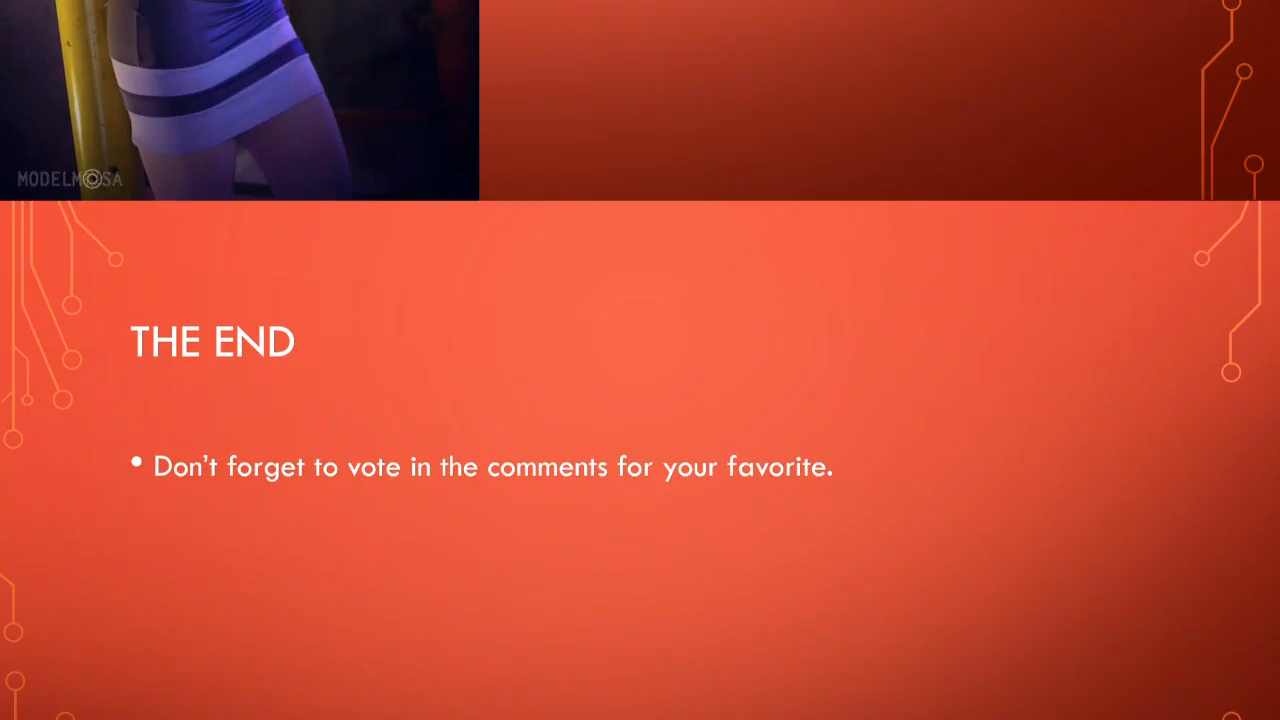 MODELMOSA
THE END
• Don't forget to vote in the comments for your favorite.